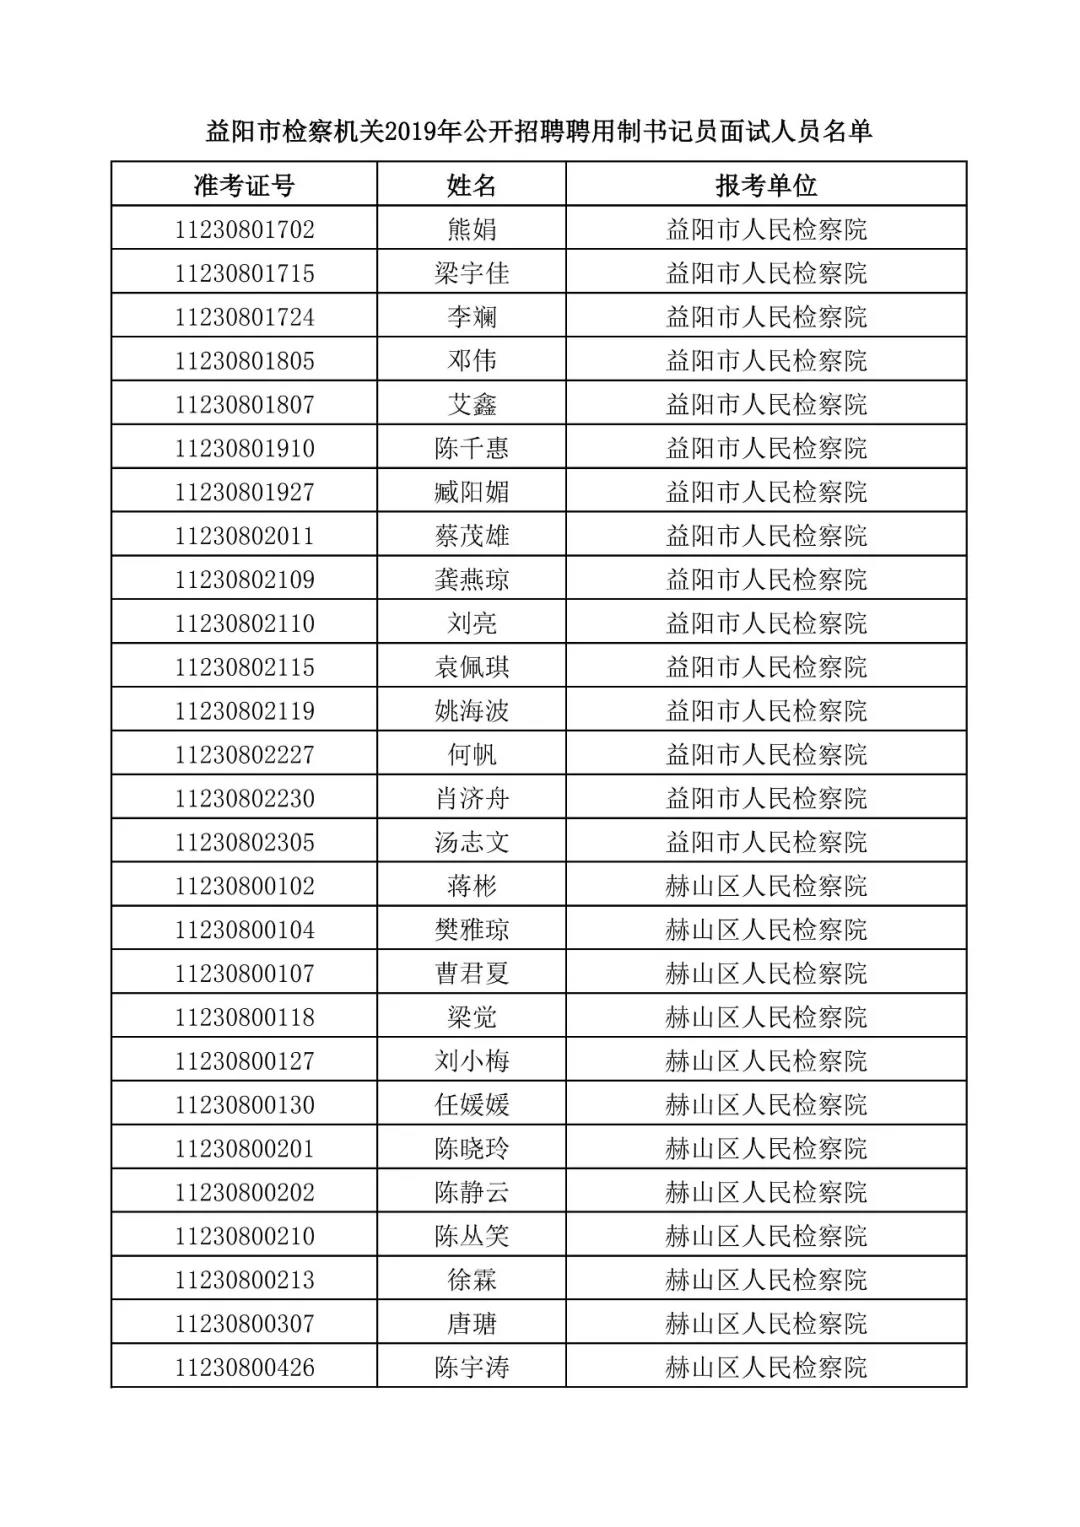 益阳市检察机关2019年公开招聘聘用制书记员面试人员名单
准考证号 姓名 报考单位
11230801702 熊娟 益阳市人民检察院
11230801715 梁宇佳 益阳市人民检察院
11230801724 李斓 益阳市人民检察院
11230801805 邓伟 益阳市人民检察院
11230801807 艾鑫 益阳市人民检察院
11230801910 陈千惠 益阳市人民检察院
11230801927 臧阳媚 益阳市人民检察院
11230802011 蔡茂雄 益阳市人民检察院
11230802109 龚燕琼 益阳市人民检察院
11230802110 刘亮 益阳市人民检察院
11230802115 袁佩琪 益阳市人民检察院
11230802119 姚海波 益阳市人民检察院
11230802227 何帆 益阳市人民检察院
11230802230 肖济舟 益阳市人民检察院
11230802305 汤志文 益阳市人民检察院
11230800102 蒋彬 赫山区人民检察院
11230800104 樊雅琼 赫山区人民检察院
11230800107 曹君夏 赫山区人民检察院
11230800118 梁觉 赫山区人民检察院
11230800127 刘小梅 赫山区人民检察院
11230800130 任媛媛 赫山区人民检察院
11230800201 陈晓玲 赫山区人民检察院
11230800202 陈静云 赫山区人民检察院
11230800210 陈丛笑 赫山区人民检察院
11230800213 徐霖 赫山区人民检察院
11230800307 唐瑭 赫山区人民检察院
11230800426 陈宇涛 赫山区人民检察院